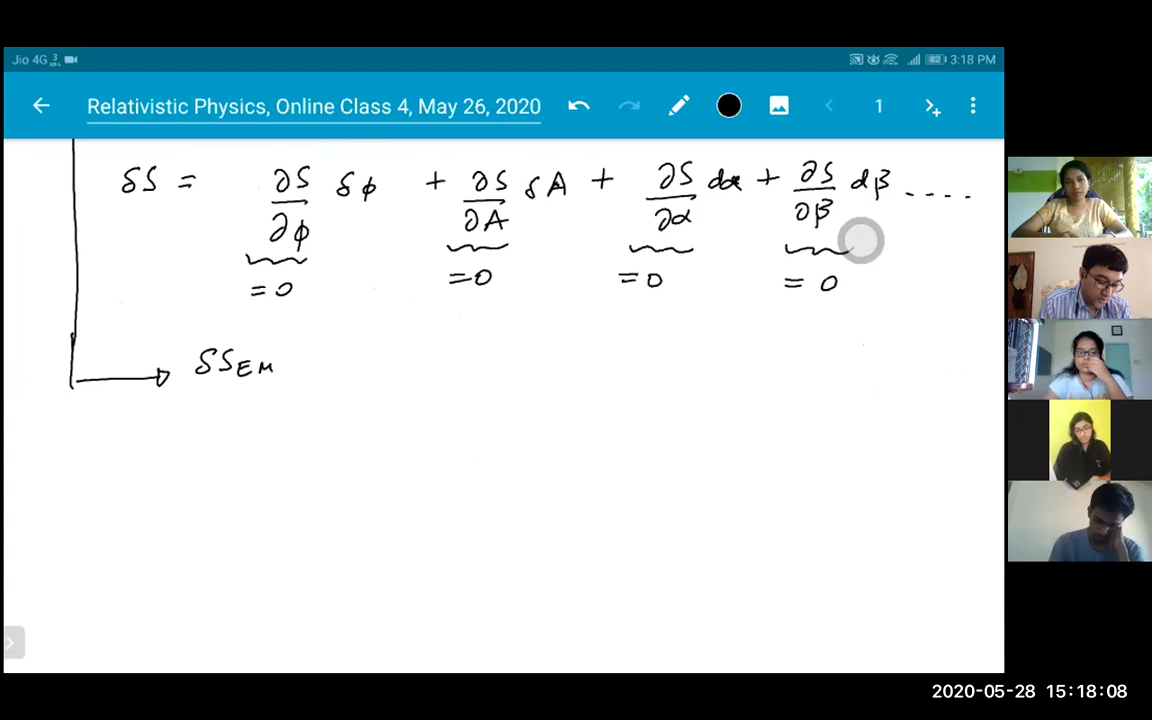 Jio 4G 3:18 PM
Relativistic Physics, Online Class 4, May 26, 2020 1
δS = ∂S/∂φ δφ + ∂S/∂A δA + ∂S/∂α dα + ∂S/∂β dβ ....
=0 =0 =0 = 0
δS_EM
2020-05-28 15:18:08